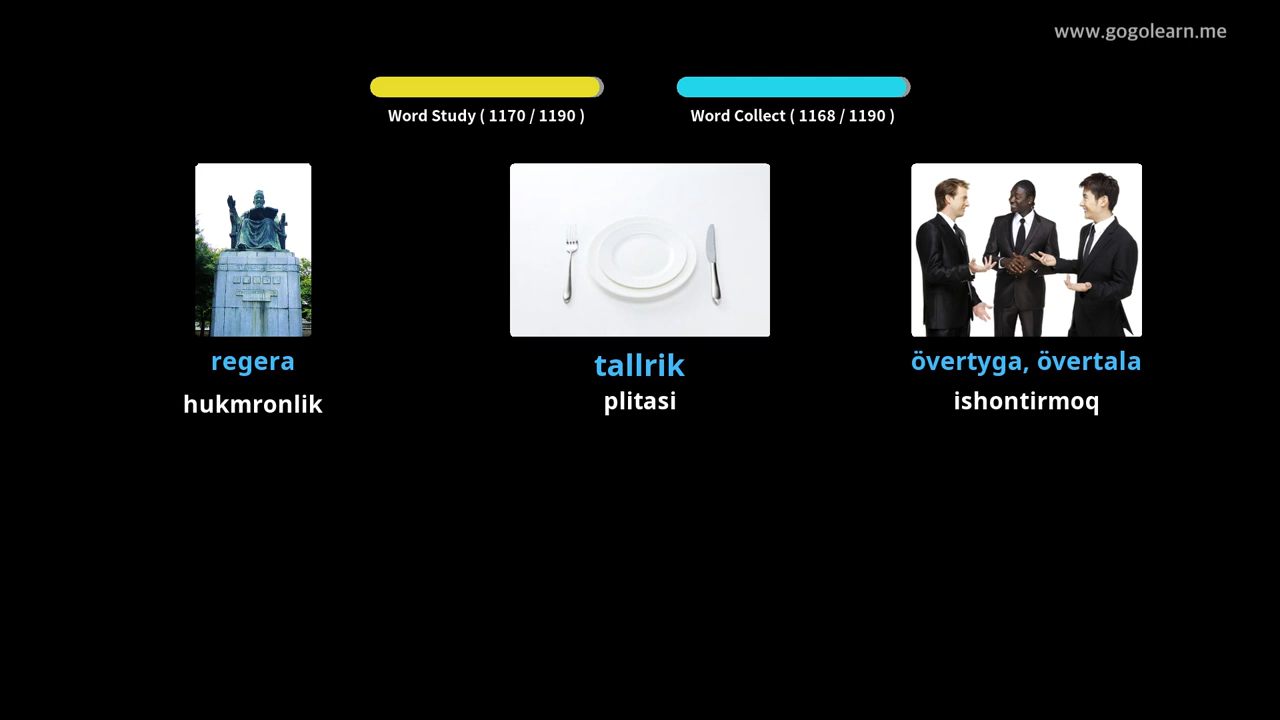 www.gogolearn.me
Word Study ( 1170 / 1190 )
Word Collect ( 1168 / 1190 )
regera
hukmronlik
tallrik
plitasi
övertyga, övertala
ishontirmoq